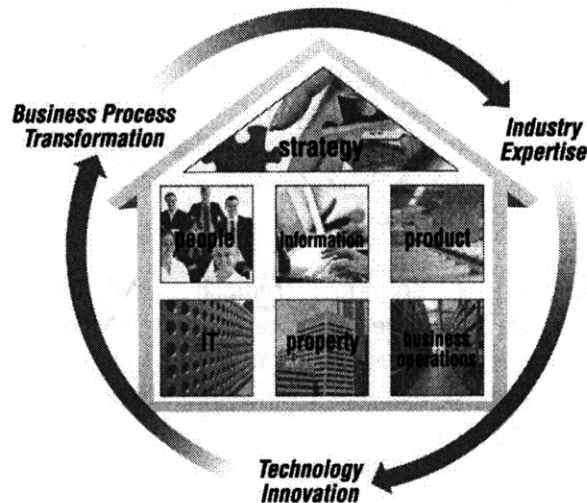 Business Process
Transformation
Industry
Expertise
strategy
people
information
product
IT
property
business
operations
Technology
Innovation